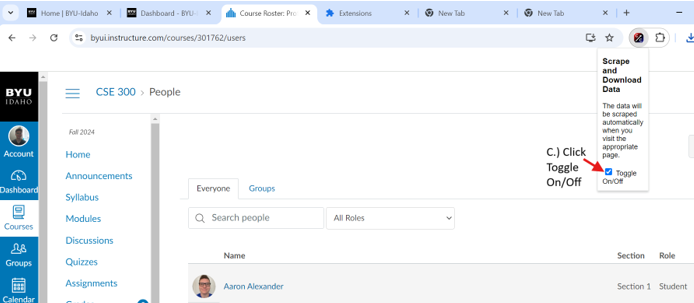 Home | BYU-Idaho
Dashboard – BYU-I
Course Roster: Pro
Extensions
New Tab
New Tab
byui.instructure.com/courses/301762/users
Scrape
and
Download
Data
The data will
be scraped
automatically
when you
visit the
appropriate
page.
Toggle
On/Off
C.) Click
Toggle
On/Off
BYU
IDAHO
Account
Dashboard
Courses
Groups
Calendar
CSE 300 > People
Fall 2024
Home
Announcements
Syllabus
Modules
Discussions
Quizzes
Assignments
Everyone Groups
Search people All Roles
Name Section Role
Aaron Alexander Section 1 Student